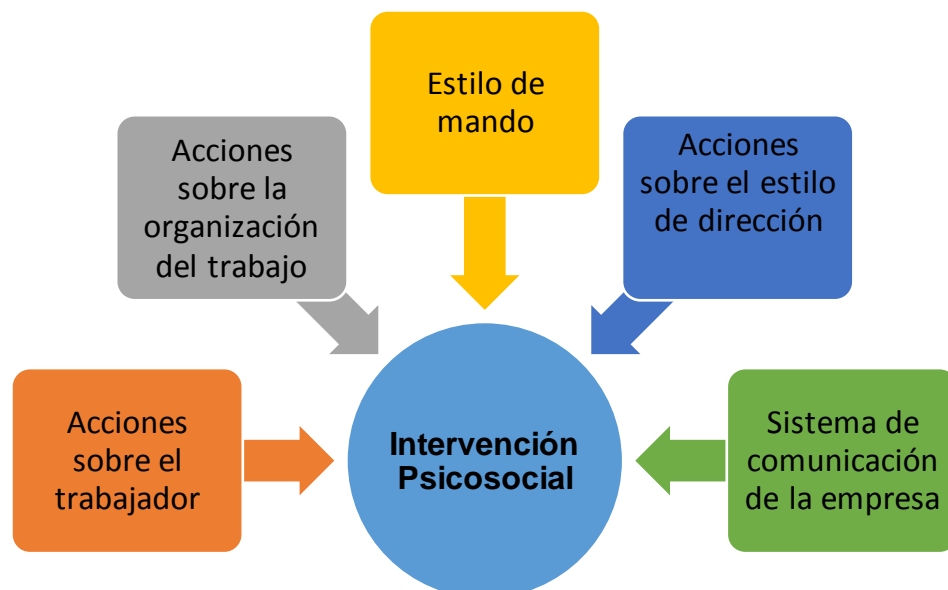 Estilo de
mando
Acciones
sobre la
organización
del trabajo
Acciones
sobre el estilo
de dirección
Acciones
sobre el
trabajador
Intervención
Psicosocial
Sistema de
comunicación
de la empresa